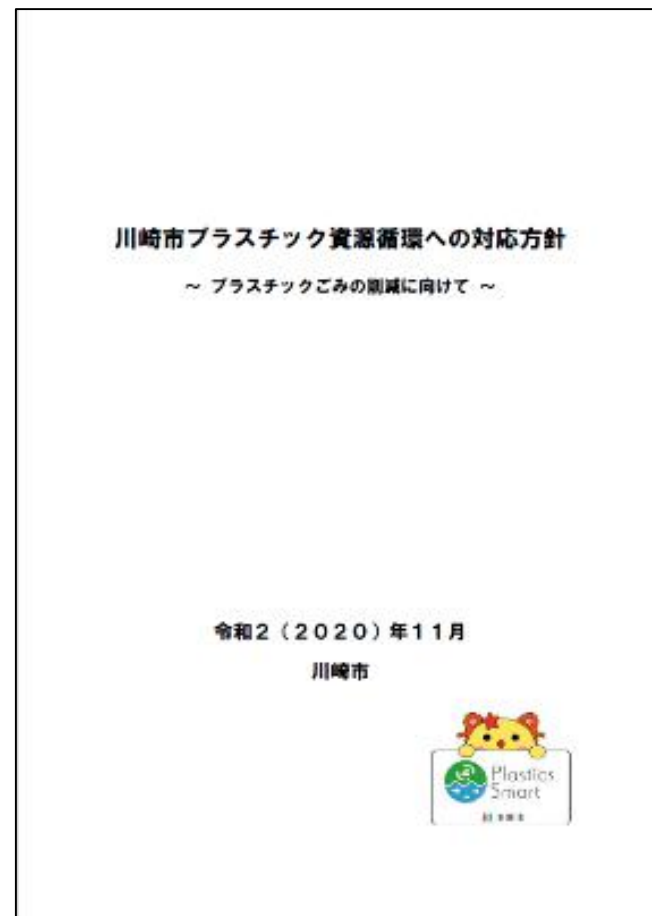 川崎市プラスチック資源循環への対応方針
～ プラスチックごみの削減に向けて ～
令和２（２０２０）年１１月
川崎市
Plastics
Smart